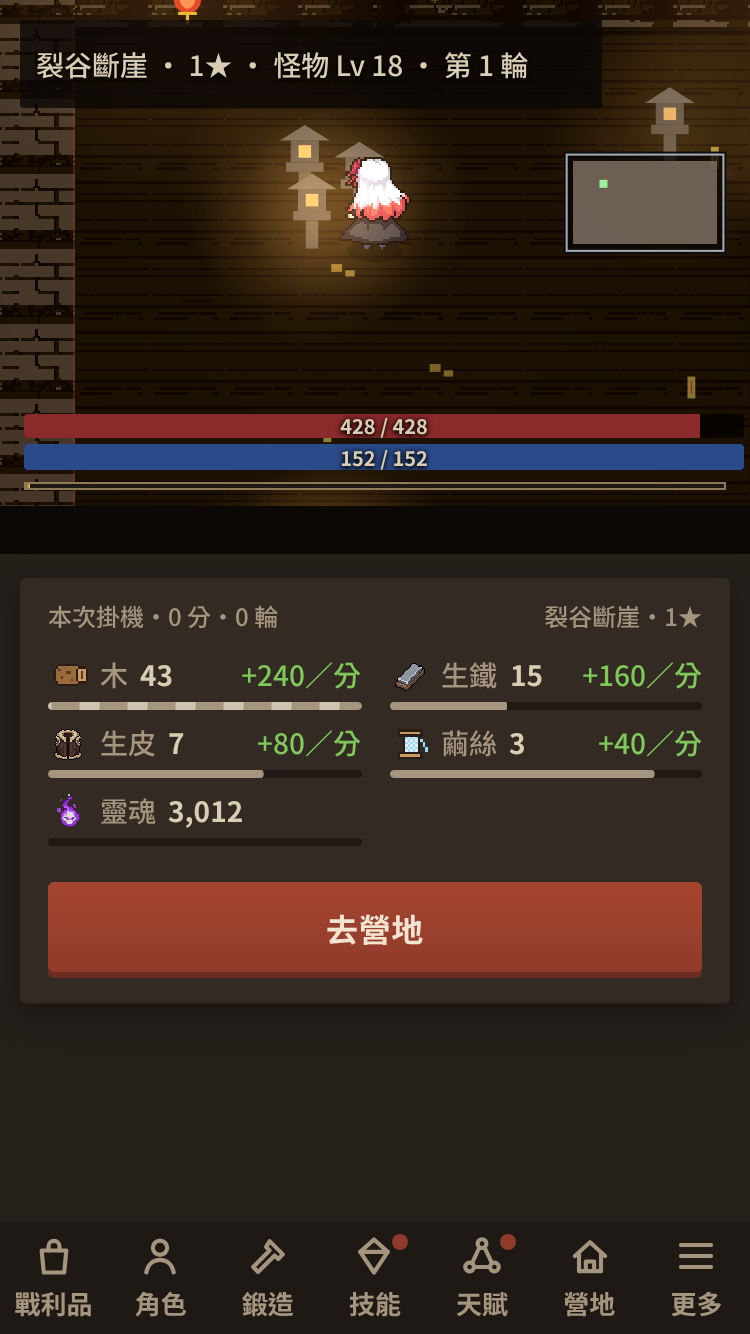 裂谷斷崖 · 1★ · 怪物 Lv 18 · 第 1 輪
428 / 428
152 / 152
本次掛機·0 分·0 輪
裂谷斷崖·1★
木 43 +240／分
生鐵 15 +160／分
生皮 7 +80／分
繭絲 3 +40／分
靈魂 3,012
去營地
戰利品 角色 鍛造 技能 天賦 營地 更多